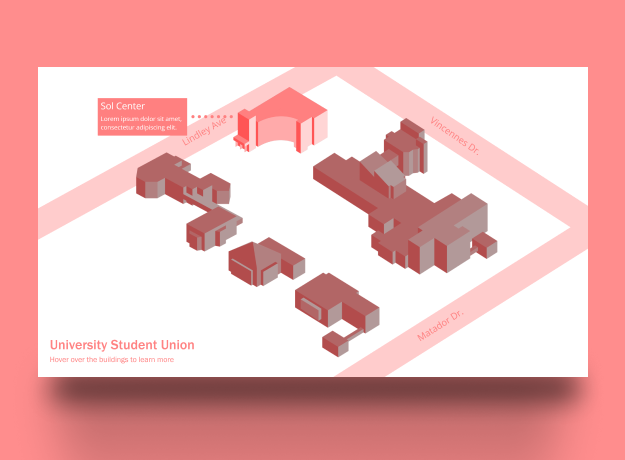 Sol Center
Lorem ipsum dolor sit amet,
consectetur adipiscing elit.
Lindley Ave
Vincennes Dr.
Matador Dr.
University Student Union
Hover over the buildings to learn more